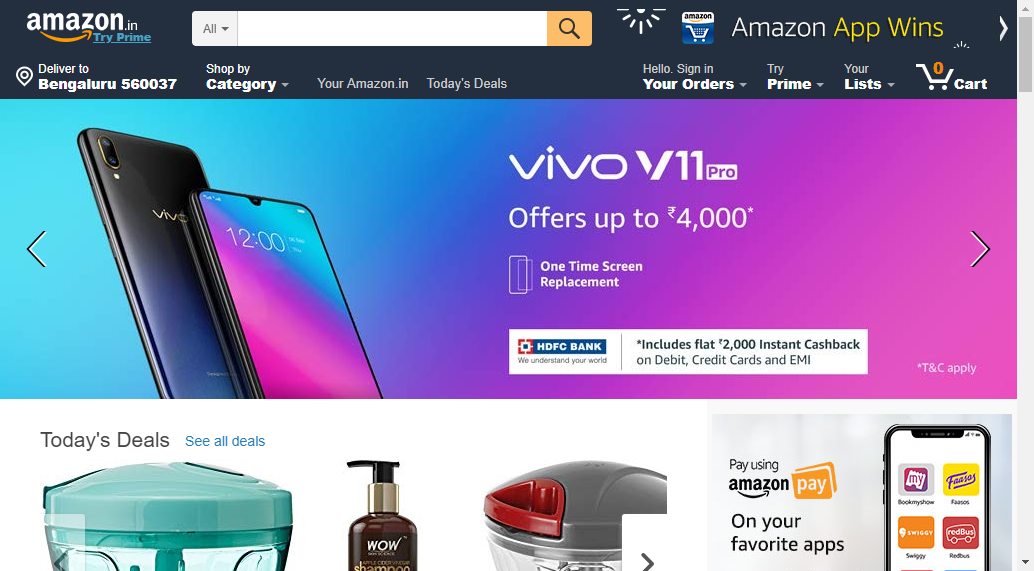 amazon.in
Try Prime
All
Amazon App Wins
Deliver to
Bengaluru 560037
Shop by
Category
Your Amazon.in
Today's Deals
Hello. Sign in
Your Orders
Try
Prime
Your
Lists
0
Cart
vivo V11 Pro
Offers up to ₹4,000*
One Time Screen
Replacement
HDFC BANK
We understand your world
*Includes flat ₹2,000 Instant Cashback
on Debit, Credit Cards and EMI
*T&C apply
vivo
12:00
Today's Deals
See all deals
WOW
SKIN SCIENCE
APPLE CIDER VINEGAR
shampoo
Pay using
amazon pay
On your
favorite apps
my
Bookmyshow
Faasos
Faasos
SWIGGY
Swiggy
redBus
Redbus